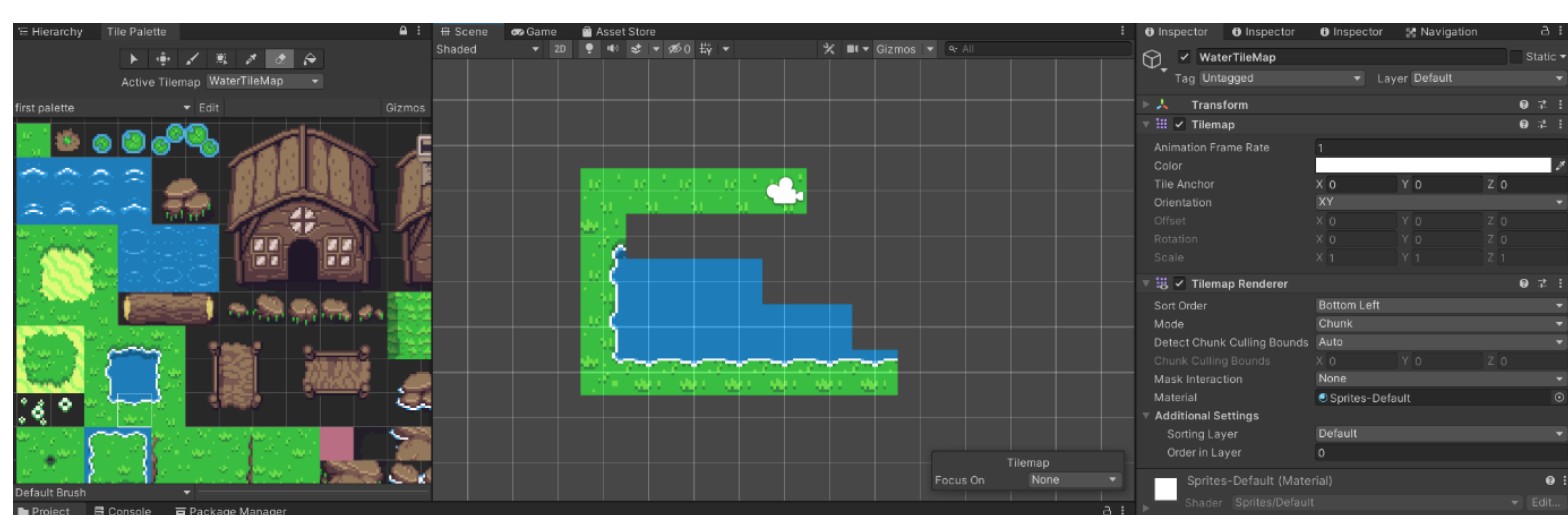 Hierarchy Tile Palette
Active Tilemap WaterTileMap
first palette Edit Gizmos
Default Brush
Project Console Package Manager
Scene Game Asset Store
Shaded 2D 0 Gizmos All
Tilemap
Focus On None
Inspector Inspector Inspector Navigation
WaterTileMap Static
Tag Untagged Layer Default
Transform
Tilemap
Animation Frame Rate 1
Color
Tile Anchor X 0 Y 0 Z 0
Orientation XY
Offset X 0 Y 0 Z 0
Rotation X 0 Y 0 Z 0
Scale X 1 Y 1 Z 1
Tilemap Renderer
Sort Order Bottom Left
Mode Chunk
Detect Chunk Culling Bounds Auto
Chunk Culling Bounds X 0 Y 0 Z 0
Mask Interaction None
Material Sprites-Default
Additional Settings
Sorting Layer Default
Order in Layer 0
Sprites-Default (Material)
Shader Sprites/Default Edit...